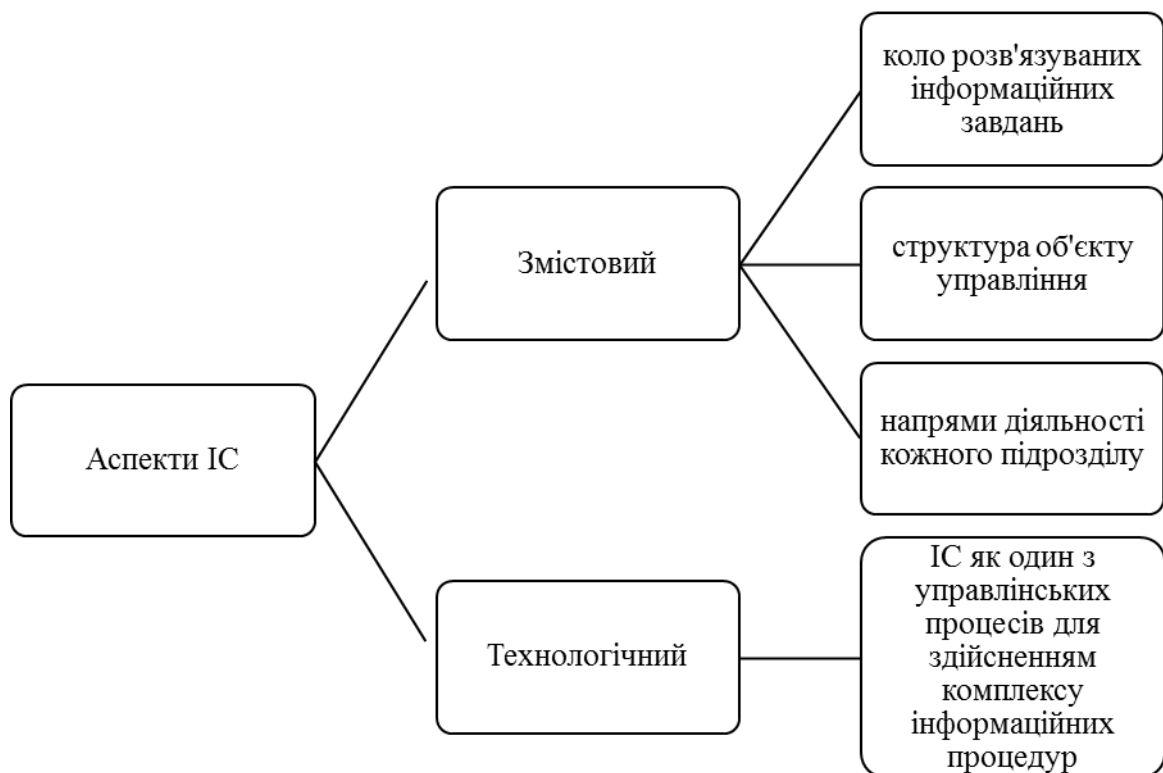 Аспекти ІС
Змістовий
коло розв'язуваних
інформаційних
завдань
структура об'єкту
управління
напрями діяльності
кожного підрозділу
Технологічний
ІС як один з
управлінських
процесів для
здійсненням
комплексу
інформаційних
процедур